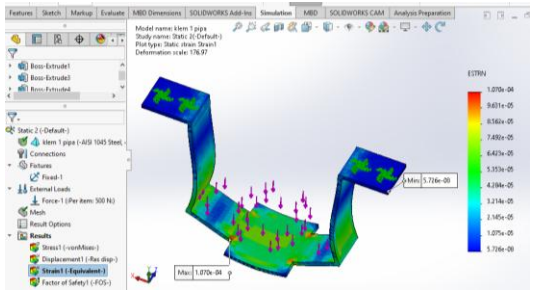 Features Sketch Markup Evaluate MBD Dimensions SOLIDWORKS Add-Ins Simulation MBD SOLIDWORKS CAM Analysis Preparation
Model name: klem 1 pipa
Study name: Static 2(-Default-)
Plot type: Static strain Strain1
Deformation scale: 176.97
Boss-Extrude1
Boss-Extrude3
Boss-Extrude4
Static 2 (-Default-)
klem 1 pipa (-AISI 1045 Steel,
Connections
Fixtures
Fixed-1
External Loads
Force-1 (:Per item: 500 N:)
Mesh
Result Options
Results
Stress1 (-vonMises-)
Displacement1 (-Res disp-)
Strain1 (-Equivalent-)
Factor of Safety1 (-FOS-)
Min: 5.726e-08
Max: 1.070e-04
ESTRN
1.070e-04
9.631e-05
8.562e-05
7.492e-05
6.423e-05
5.353e-05
4.284e-05
3.214e-05
2.145e-05
1.075e-05
5.726e-08